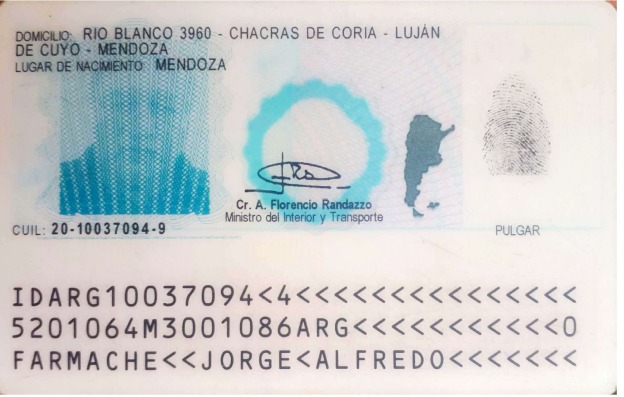 DOMICILIO: RIO BLANCO 3960 - CHACRAS DE CORIA - LUJÁN
DE CUYO - MENDOZA
LUGAR DE NACIMIENTO: MENDOZA
Cr. A. Florencio Randazzo
Ministro del Interior y Transporte
CUIL: 20-10037094-9
PULGAR
IDARG10037094<4<<<<<<<<<<<<<<<
5201064M3001086ARG<<<<<<<<<<<0
FARMACHE<<JORGE<ALFREDO<<<<<<<